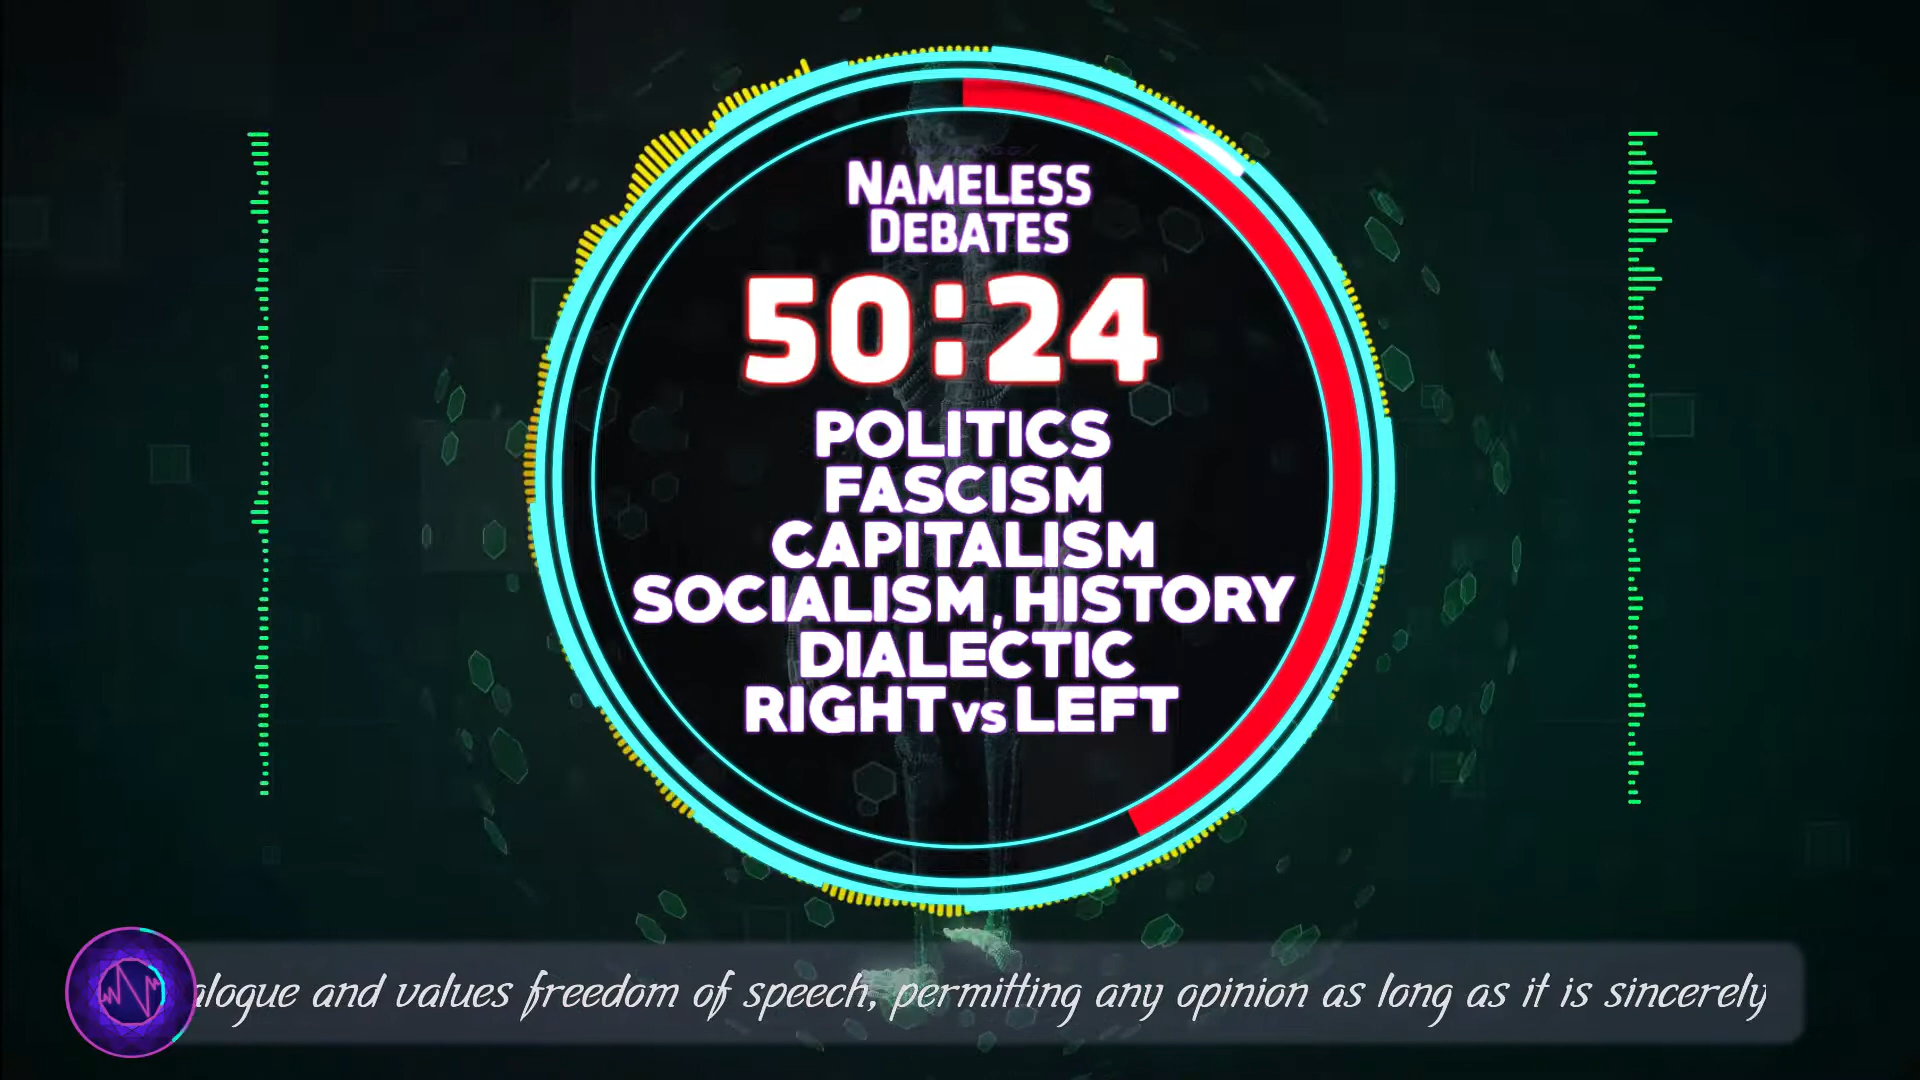 NAMELESS
DEBATES
50:24
POLITICS
FASCISM
CAPITALISM
SOCIALISM, HISTORY
DIALECTIC
RIGHT vs LEFT
alogue and values freedom of speech, permitting any opinion as long as it is sincerely